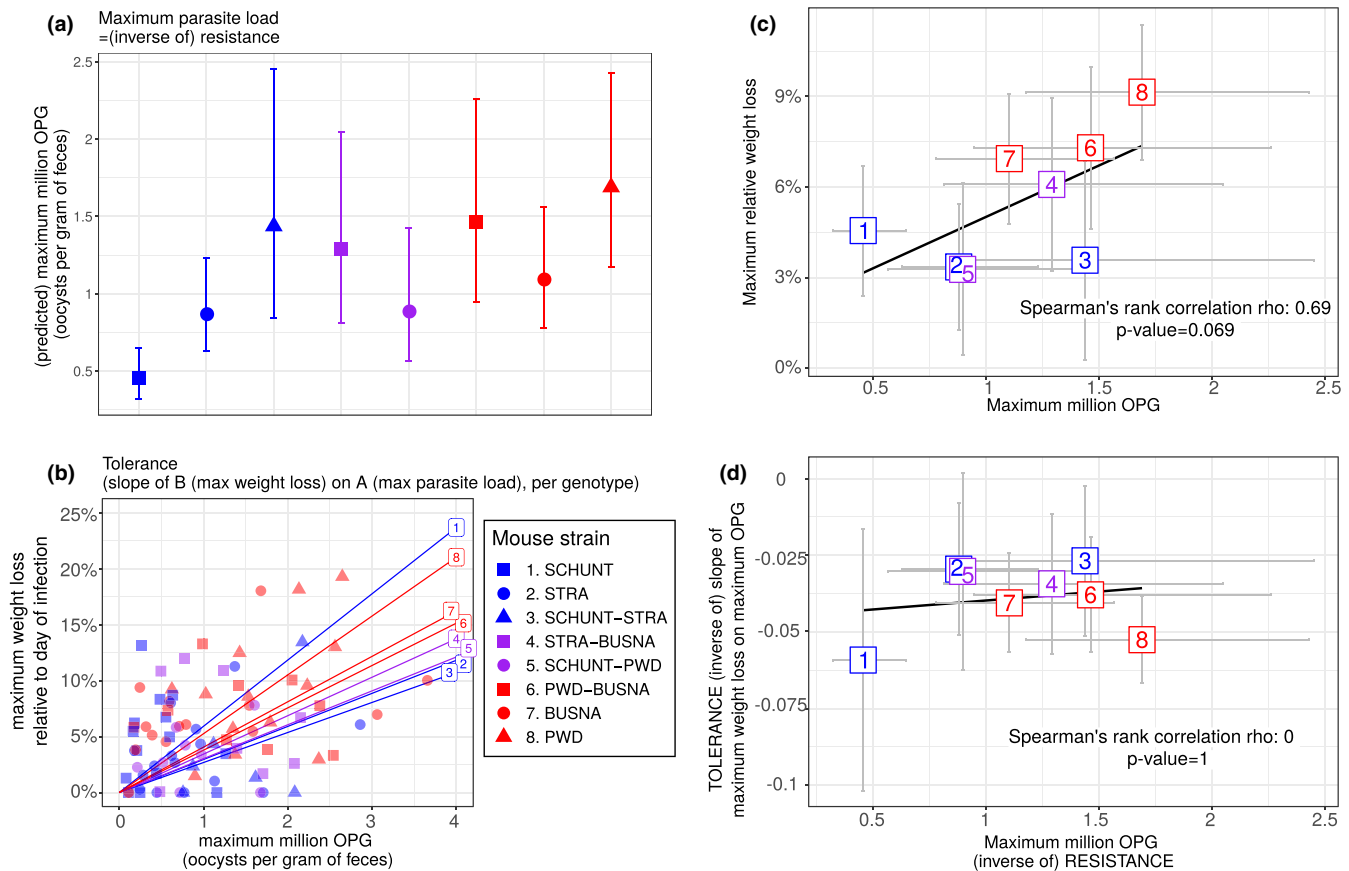 (a)
Maximum parasite load
=(inverse of) resistance
(predicted) maximum million OPG
(oocysts per gram of feces)
2.5
2
1.5
1
0.5
(b)
Tolerance
(slope of B (max weight loss) on A (max parasite load), per genotype)
maximum weight loss
relative to day of infection
25%
20%
15%
10%
5%
0%
1
8
7
6
4
5
2
3
0
1
2
3
4
maximum million OPG
(oocysts per gram of feces)
Mouse strain
1. SCHUNT
2. STRA
3. SCHUNT−STRA
4. STRA−BUSNA
5. SCHUNT−PWD
6. PWD−BUSNA
7. BUSNA
8. PWD
(c)
Maximum relative weight loss
9%
6%
3%
0%
8
7
6
4
1
2
5
3
Spearman's rank correlation rho: 0.69
p-value=0.069
0.5
1
1.5
2
2.5
Maximum million OPG
(d)
TOLERANCE (inverse of) slope of
maximum weight loss on maximum OPG
0
-0.025
-0.05
-0.075
-0.1
2
5
3
4
7
6
8
1
Spearman's rank correlation rho: 0
p-value=1
0.5
1
1.5
2
2.5
Maximum million OPG
(inverse of) RESISTANCE